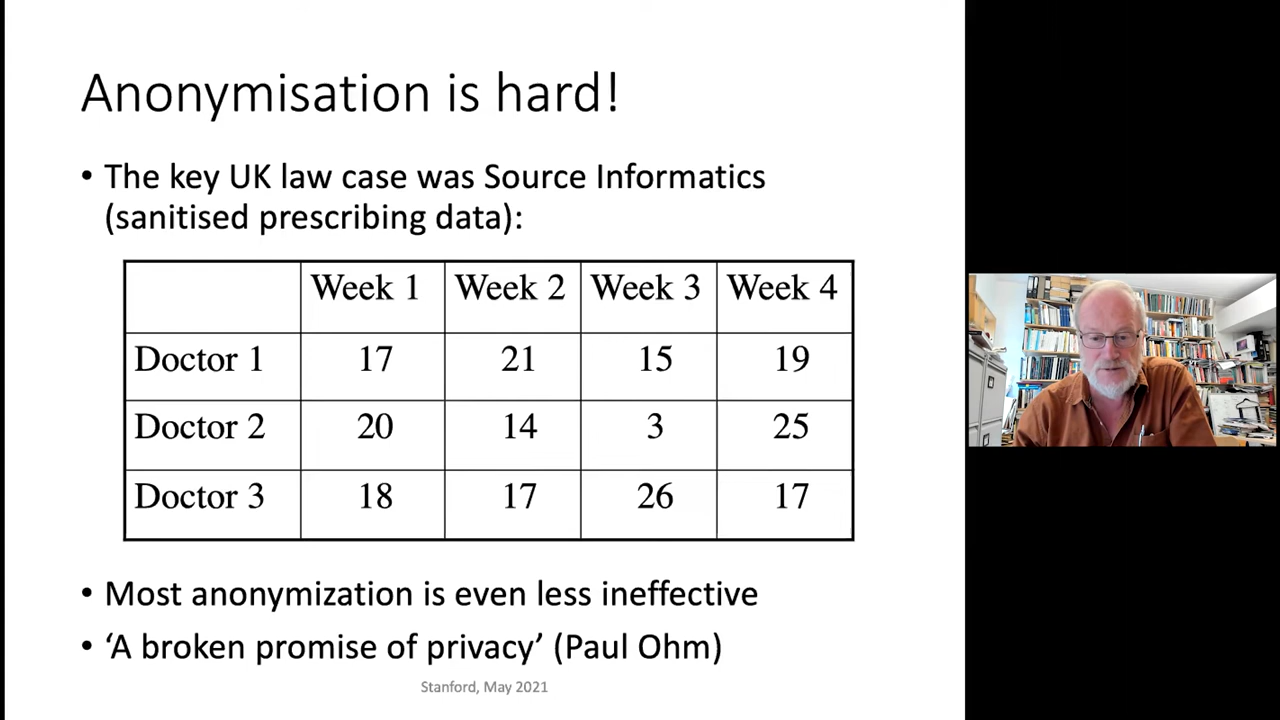 Anonymisation is hard!
• The key UK law case was Source Informatics
(sanitised prescribing data):
Week 1 Week 2 Week 3 Week 4
Doctor 1 17 21 15 19
Doctor 2 20 14 3 25
Doctor 3 18 17 26 17
• Most anonymization is even less ineffective
• ‘A broken promise of privacy’ (Paul Ohm)
Stanford, May 2021